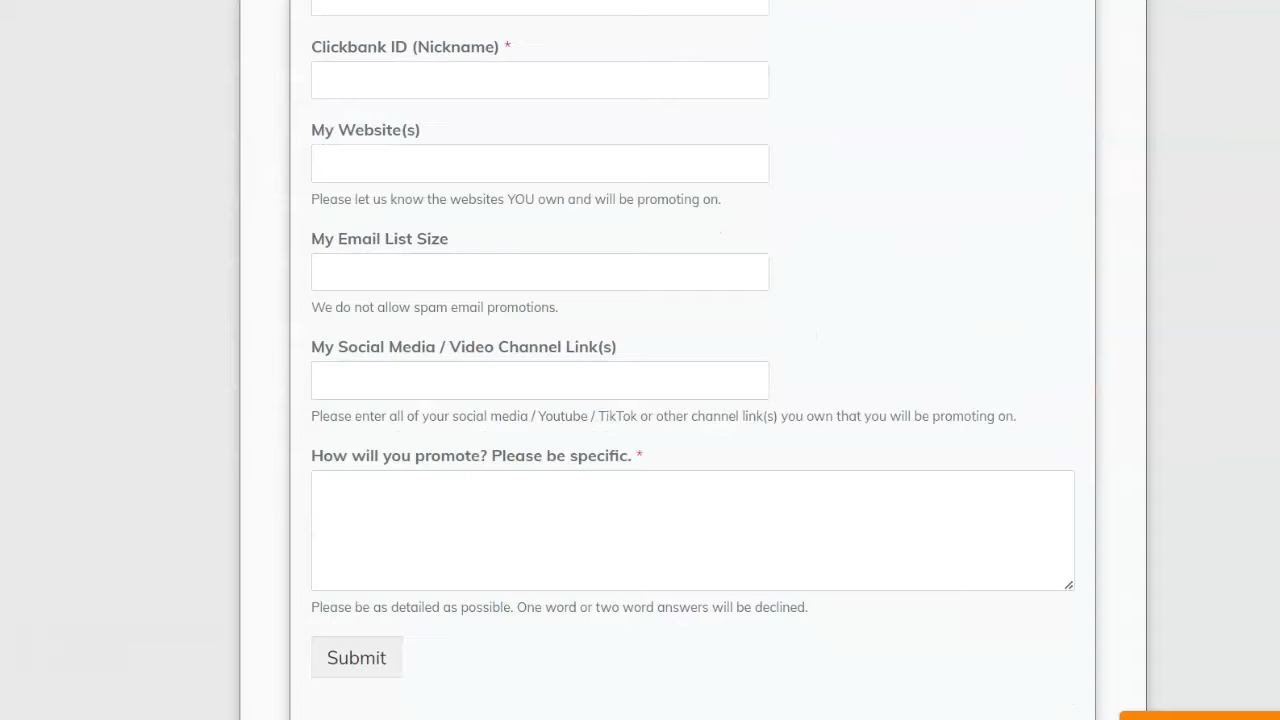 Clickbank ID (Nickname) *
My Website(s)
Please let us know the websites YOU own and will be promoting on.
My Email List Size
We do not allow spam email promotions.
My Social Media / Video Channel Link(s)
Please enter all of your social media / Youtube / TikTok or other channel link(s) you own that you will be promoting on.
How will you promote? Please be specific. *
Please be as detailed as possible. One word or two word answers will be declined.
Submit